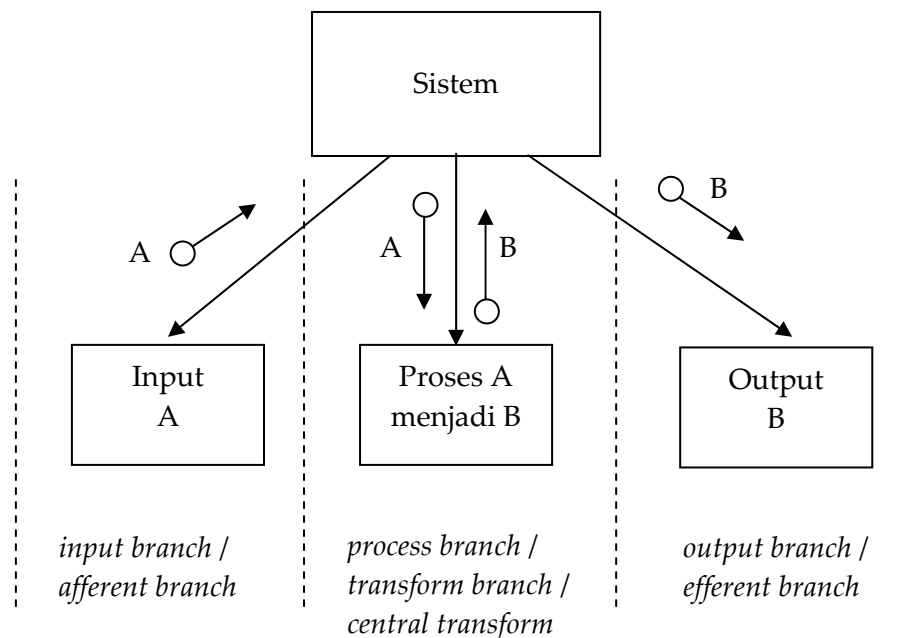 Sistem
A
A
B
B
Input
A
Proses A
menjadi B
Output
B
input branch /
afferent branch
process branch /
transform branch /
central transform
output branch /
efferent branch